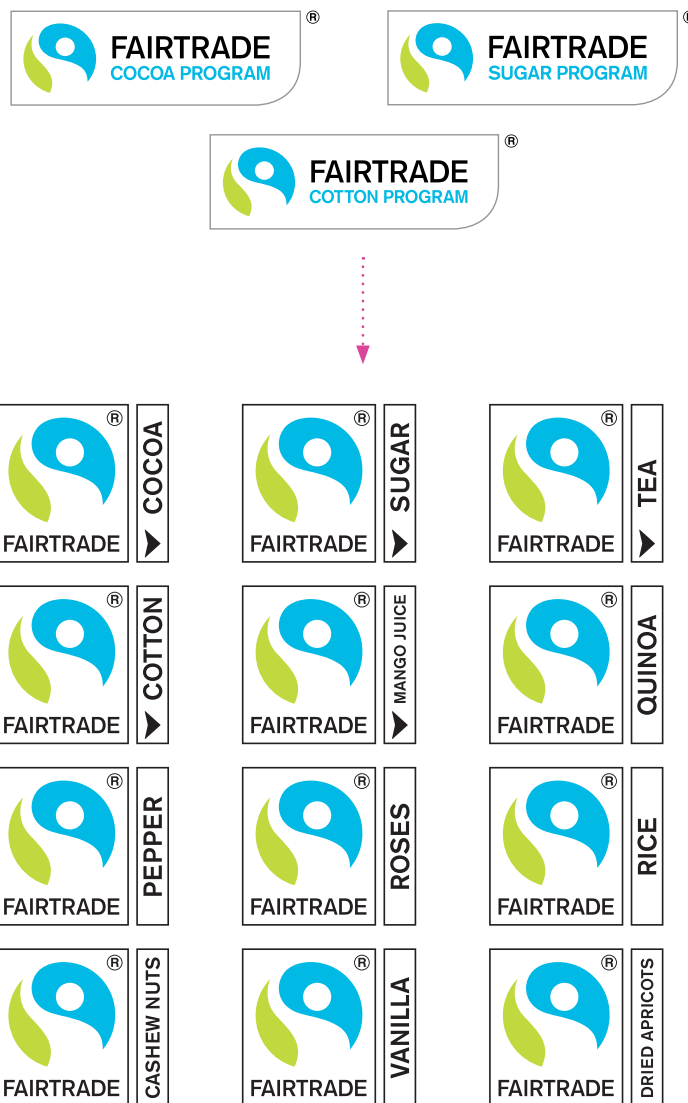 FAIRTRADE ®
COCOA PROGRAM
FAIRTRADE ®
SUGAR PROGRAM
FAIRTRADE ®
COTTON PROGRAM
®
FAIRTRADE
COCOA
®
FAIRTRADE
SUGAR
®
FAIRTRADE
TEA
®
FAIRTRADE
COTTON
®
FAIRTRADE
MANGO JUICE
®
FAIRTRADE
QUINOA
®
FAIRTRADE
PEPPER
®
FAIRTRADE
ROSES
®
FAIRTRADE
RICE
®
FAIRTRADE
CASHEW NUTS
®
FAIRTRADE
VANILLA
®
FAIRTRADE
DRIED APRICOTS